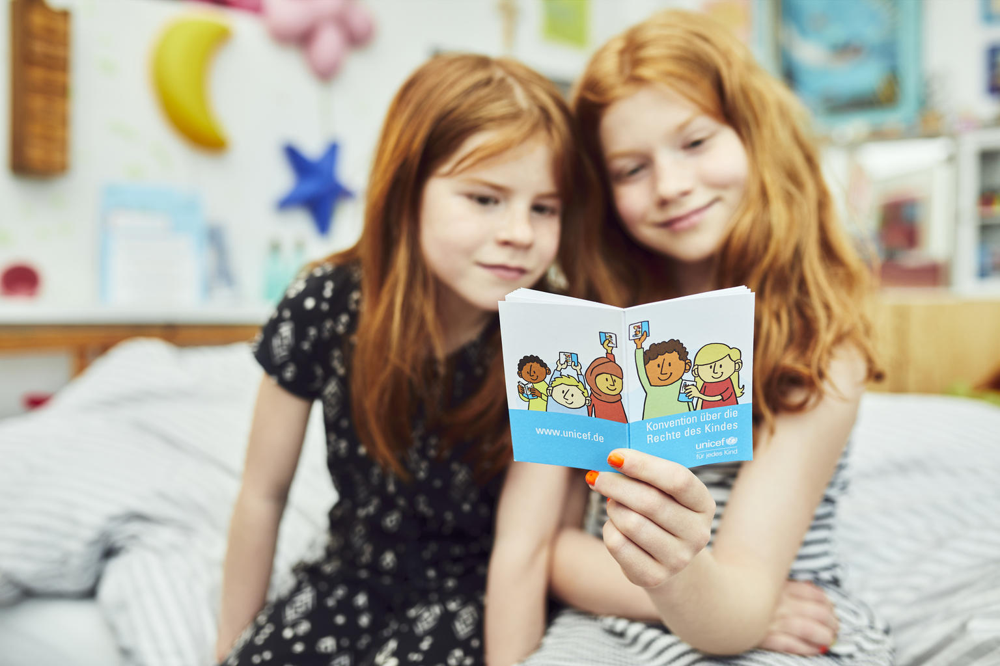 www.unicef.de
Konvention über die
Rechte des Kindes
unicef
für jedes Kind